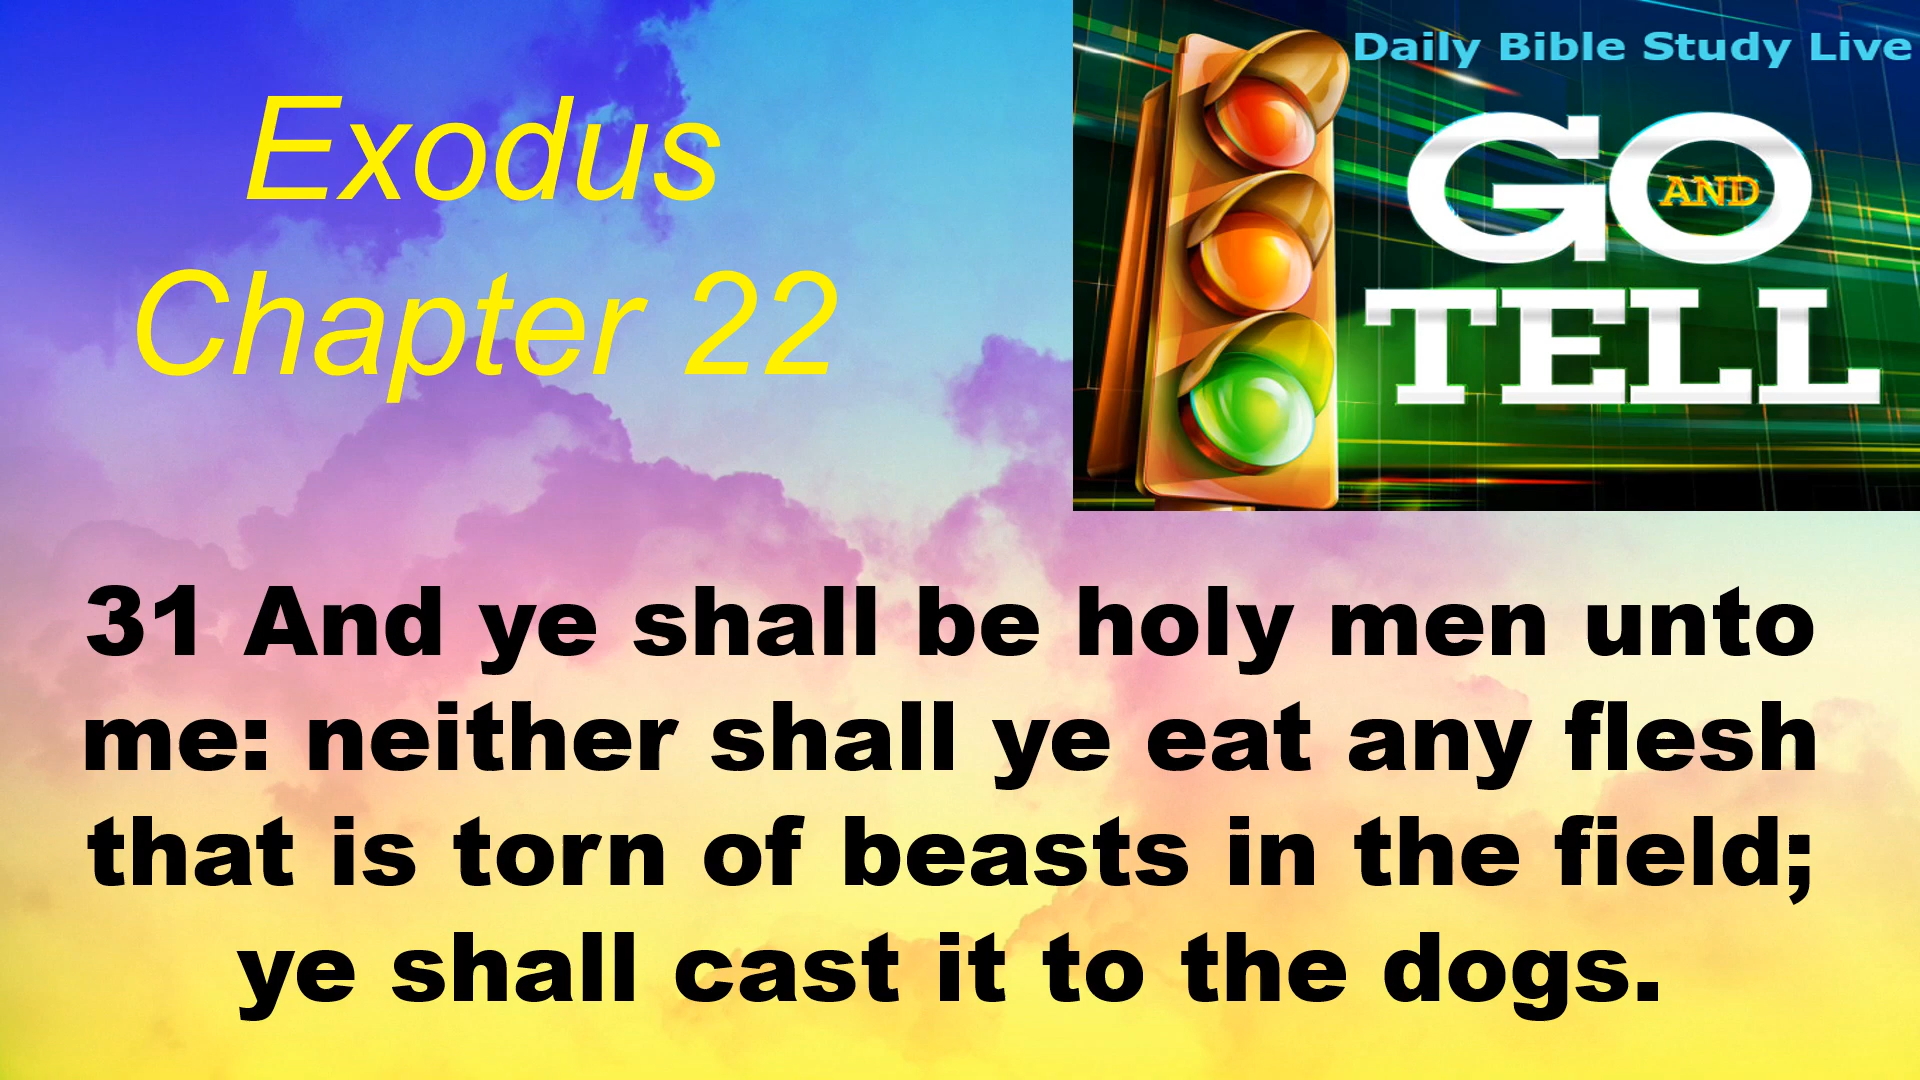 Exodus
Chapter 22
Daily Bible Study Live
GO
AND
TELL
31 And ye shall be holy men unto
me: neither shall ye eat any flesh
that is torn of beasts in the field;
ye shall cast it to the dogs.